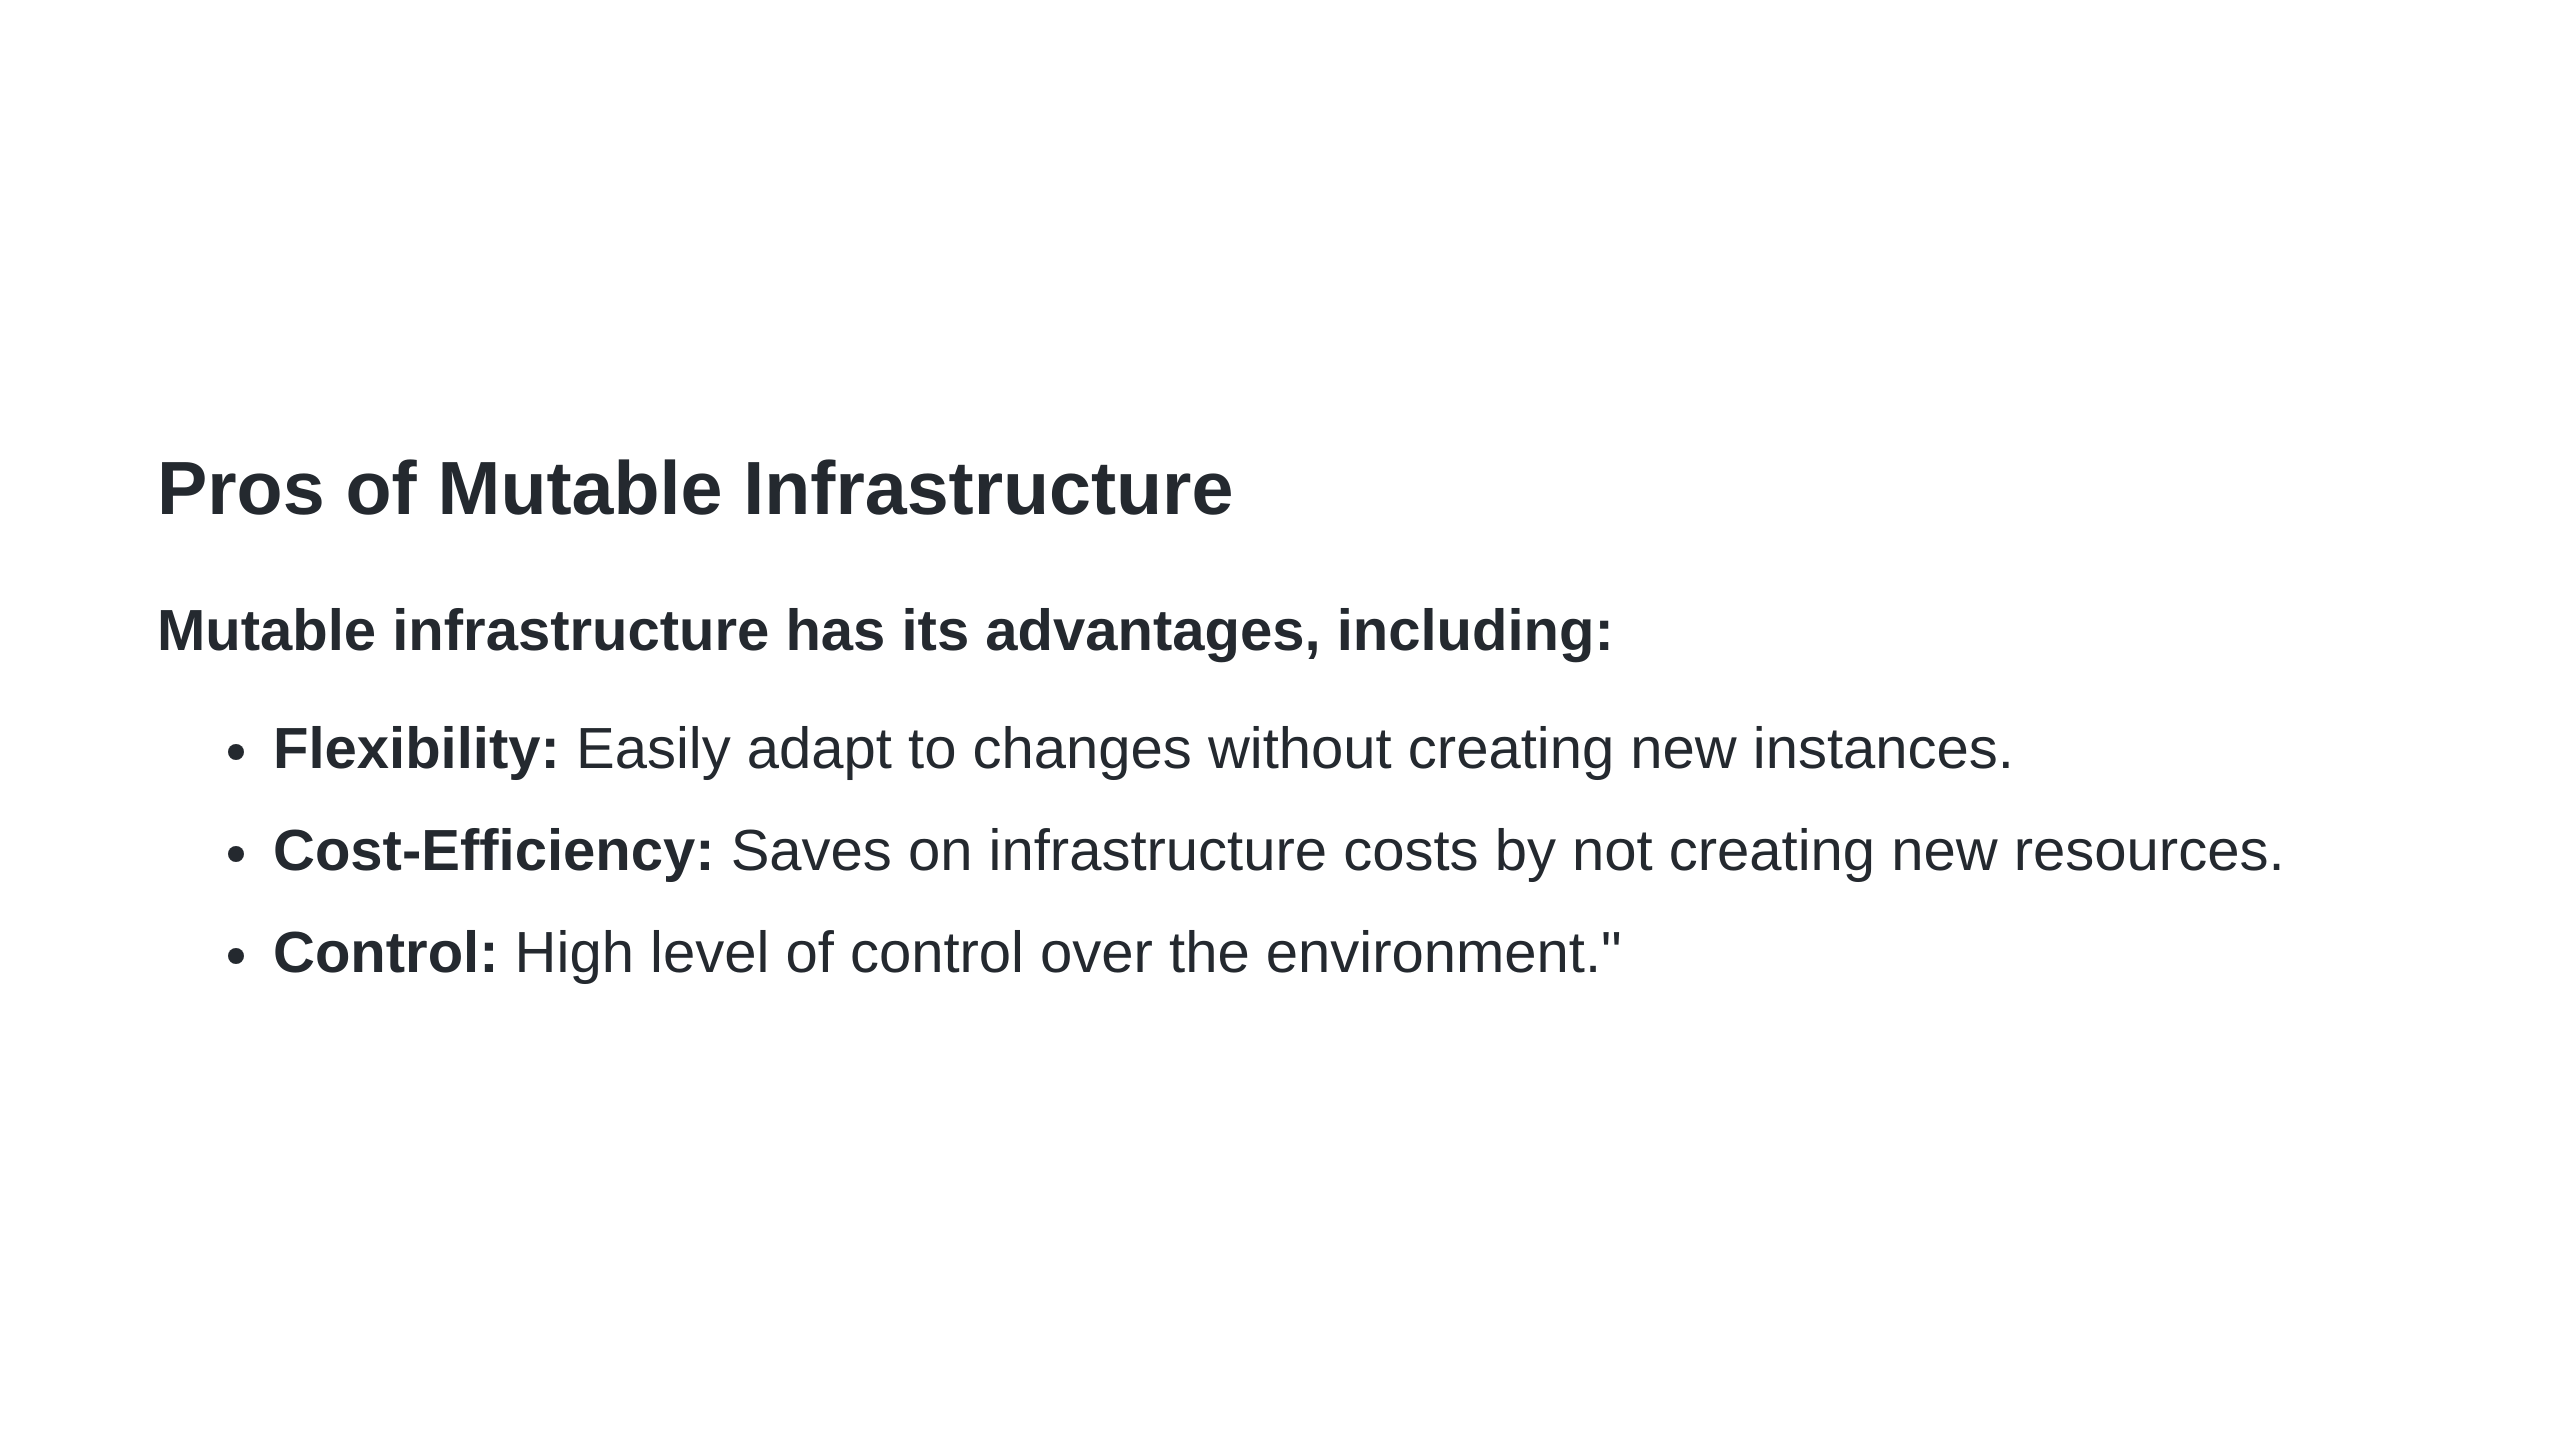 Pros of Mutable Infrastructure
Mutable infrastructure has its advantages, including:
• Flexibility: Easily adapt to changes without creating new instances.
• Cost-Efficiency: Saves on infrastructure costs by not creating new resources.
• Control: High level of control over the environment."